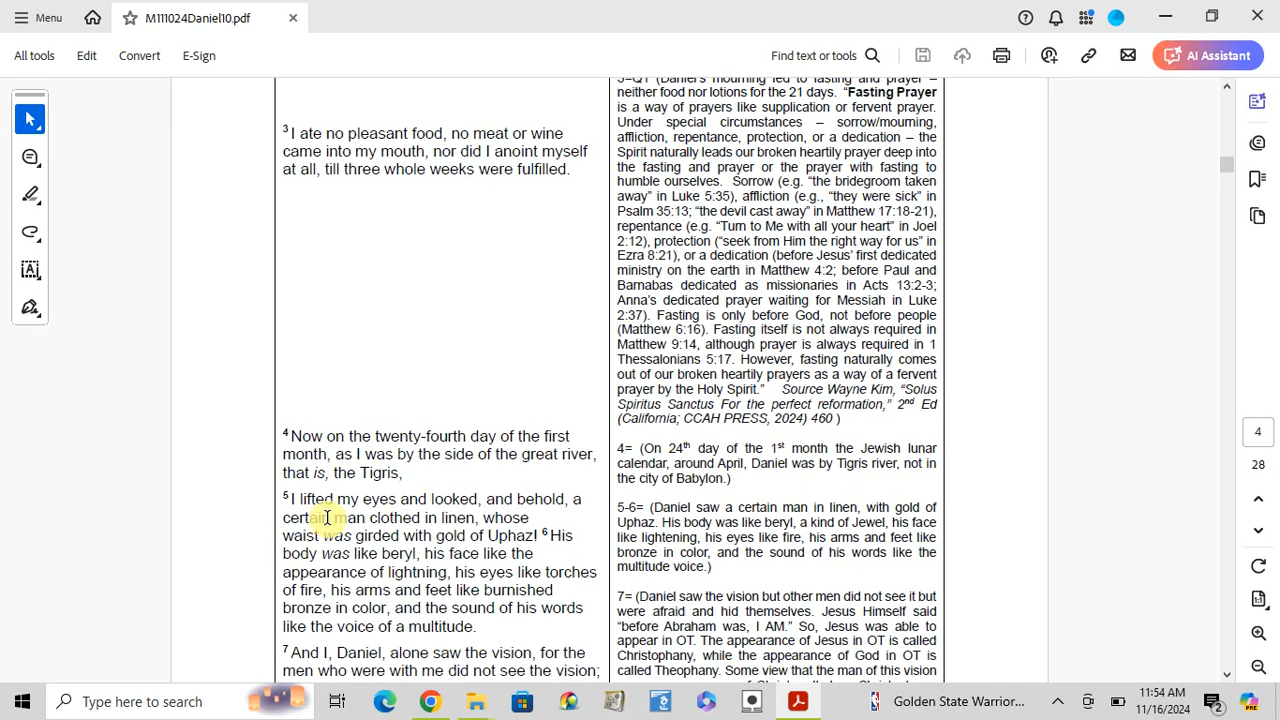 Menu
M111024Daniel10.pdf
All tools
Edit
Convert
E-Sign
Find text or tools
AI Assistant
3 I ate no pleasant food, no meat or wine
came into my mouth, nor did I anoint myself
at all, till three whole weeks were fulfilled.
4 Now on the twenty-fourth day of the first
month, as I was by the side of the great river,
that is, the Tigris,
5 I lifted my eyes and looked, and behold, a
certain man clothed in linen, whose
waist was girded with gold of Uphaz! 6 His
body was like beryl, his face like the
appearance of lightning, his eyes like torches
of fire, his arms and feet like burnished
bronze in color, and the sound of his words
like the voice of a multitude.
7 And I, Daniel, alone saw the vision, for the
men who were with me did not see the vision;
3=Q1 (Daniel's mourning led to fasting and prayer –
neither food nor lotions for the 21 days. “Fasting Prayer
is a way of prayers like supplication or fervent prayer.
Under special circumstances – sorrow/mourning,
affliction, repentance, protection, or a dedication – the
Spirit naturally leads our broken heartily prayer deep into
the fasting and prayer or the prayer with fasting to
humble ourselves. Sorrow (e.g. “the bridegroom taken
away” in Luke 5:35), affliction (e.g., “they were sick” in
Psalm 35:13; “the devil cast away” in Matthew 17:18-21),
repentance (e.g. “Turn to Me with all your heart” in Joel
2:12), protection (“seek from Him the right way for us” in
Ezra 8:21), or a dedication (before Jesus’ first dedicated
ministry on the earth in Matthew 4:2; before Paul and
Barnabas dedicated as missionaries in Acts 13:2-3;
Anna’s dedicated prayer waiting for Messiah in Luke
2:37). Fasting is only before God, not before people
(Matthew 6:16). Fasting itself is not always required in
Matthew 9:14, although prayer is always required in 1
Thessalonians 5:17. However, fasting naturally comes
out of our broken heartily prayers as a way of a fervent
prayer by the Holy Spirit.” Source Wayne Kim, “Solus
Spiritus Sanctus For the perfect reformation,” 2nd Ed
(California; CCAH PRESS, 2024) 460 )
4= (On 24th day of the 1st month the Jewish lunar
calendar, around April, Daniel was by Tigris river, not in
the city of Babylon.)
5-6= (Daniel saw a certain man in linen, with gold of
Uphaz. His body was like beryl, a kind of Jewel, his face
like lightening, his eyes like fire, his arms and feet like
bronze in color, and the sound of his words like the
multitude voice.)
7= (Daniel saw the vision but other men did not see it but
were afraid and hid themselves. Jesus Himself said
“before Abraham was, I AM.” So, Jesus was able to
appear in OT. The appearance of Jesus in OT is called
Christophany, while the appearance of God in OT is
called Theophany. Some view that the man of this vision
4
28
Type here to search
Golden State Warrior...
11:54 AM
11/16/2024
2
PRE